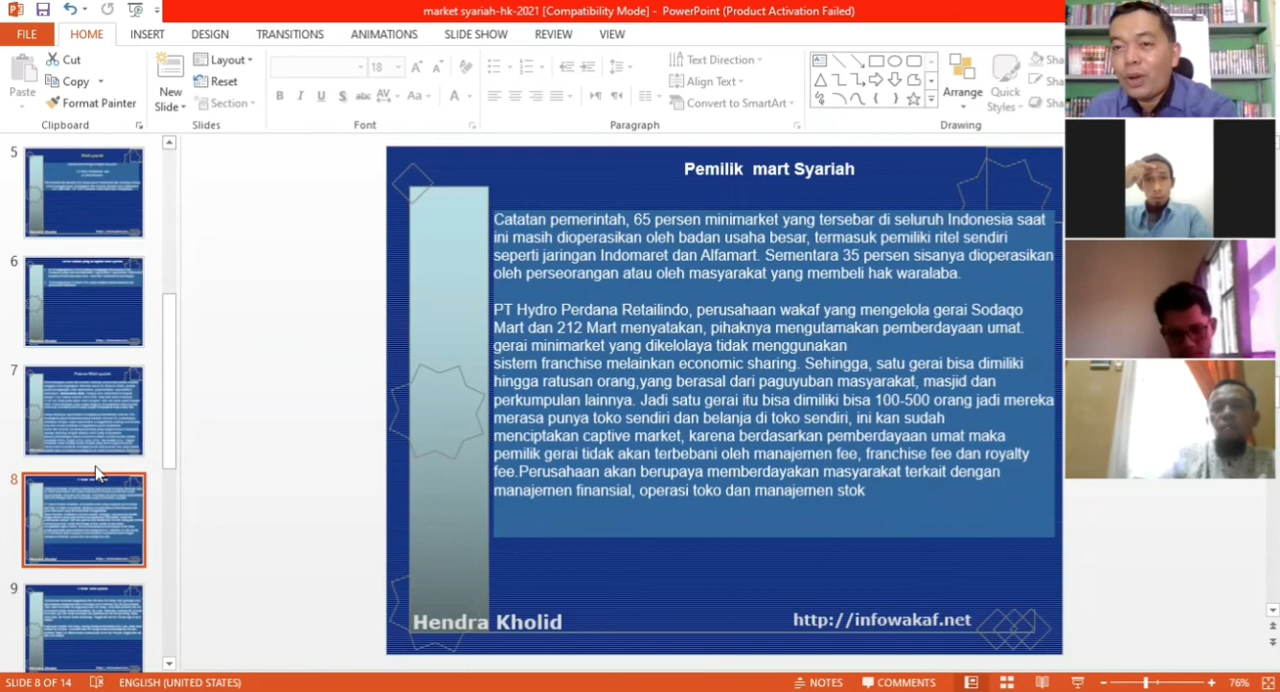 market syariah-hk-2021 [Compatibility Mode] - PowerPoint (Product Activation Failed)
FILE HOME INSERT DESIGN TRANSITIONS ANIMATIONS SLIDE SHOW REVIEW VIEW
Paste
Cut
Copy
Format Painter
Clipboard
New
Slide
Layout
Reset
Section
Slides
18
B I U S abc AV Aa A
Font
Text Direction
Align Text
Convert to SmartArt
Paragraph
Arrange
Quick
Styles
Drawing
5
6
7
8
9
Pemilik mart Syariah
Catatan pemerintah, 65 persen minimarket yang tersebar di seluruh Indonesia saat
ini masih dioperasikan oleh badan usaha besar, termasuk pemiliki ritel sendiri
seperti jaringan Indomaret dan Alfamart. Sementara 35 persen sisanya dioperasikan
oleh perseorangan atau oleh masyarakat yang membeli hak waralaba.
PT Hydro Perdana Retailindo, perusahaan wakaf yang mengelola gerai Sodaqo
Mart dan 212 Mart menyatakan, pihaknya mengutamakan pemberdayaan umat.
gerai minimarket yang dikelolaya tidak menggunakan
sistem franchise melainkan economic sharing. Sehingga, satu gerai bisa dimiliki
hingga ratusan orang,yang berasal dari paguyuban masyarakat, masjid dan
perkumpulan lainnya. Jadi satu gerai itu bisa dimiliki bisa 100-500 orang jadi mereka
merasa punya toko sendiri dan belanja di toko sendiri, ini kan sudah
menciptakan captive market, karena berdasarkan pemberdayaan umat maka
pemilik gerai tidak akan terbebani oleh manajemen fee, franchise fee dan royalty
fee.Perusahaan akan berupaya memberdayakan masyarakat terkait dengan
manajemen finansial, operasi toko dan manajemen stok
Hendra Kholid
http://infowakaf.net
SLIDE 8 OF 14
ENGLISH (UNITED STATES)
NOTES
COMMENTS
76%